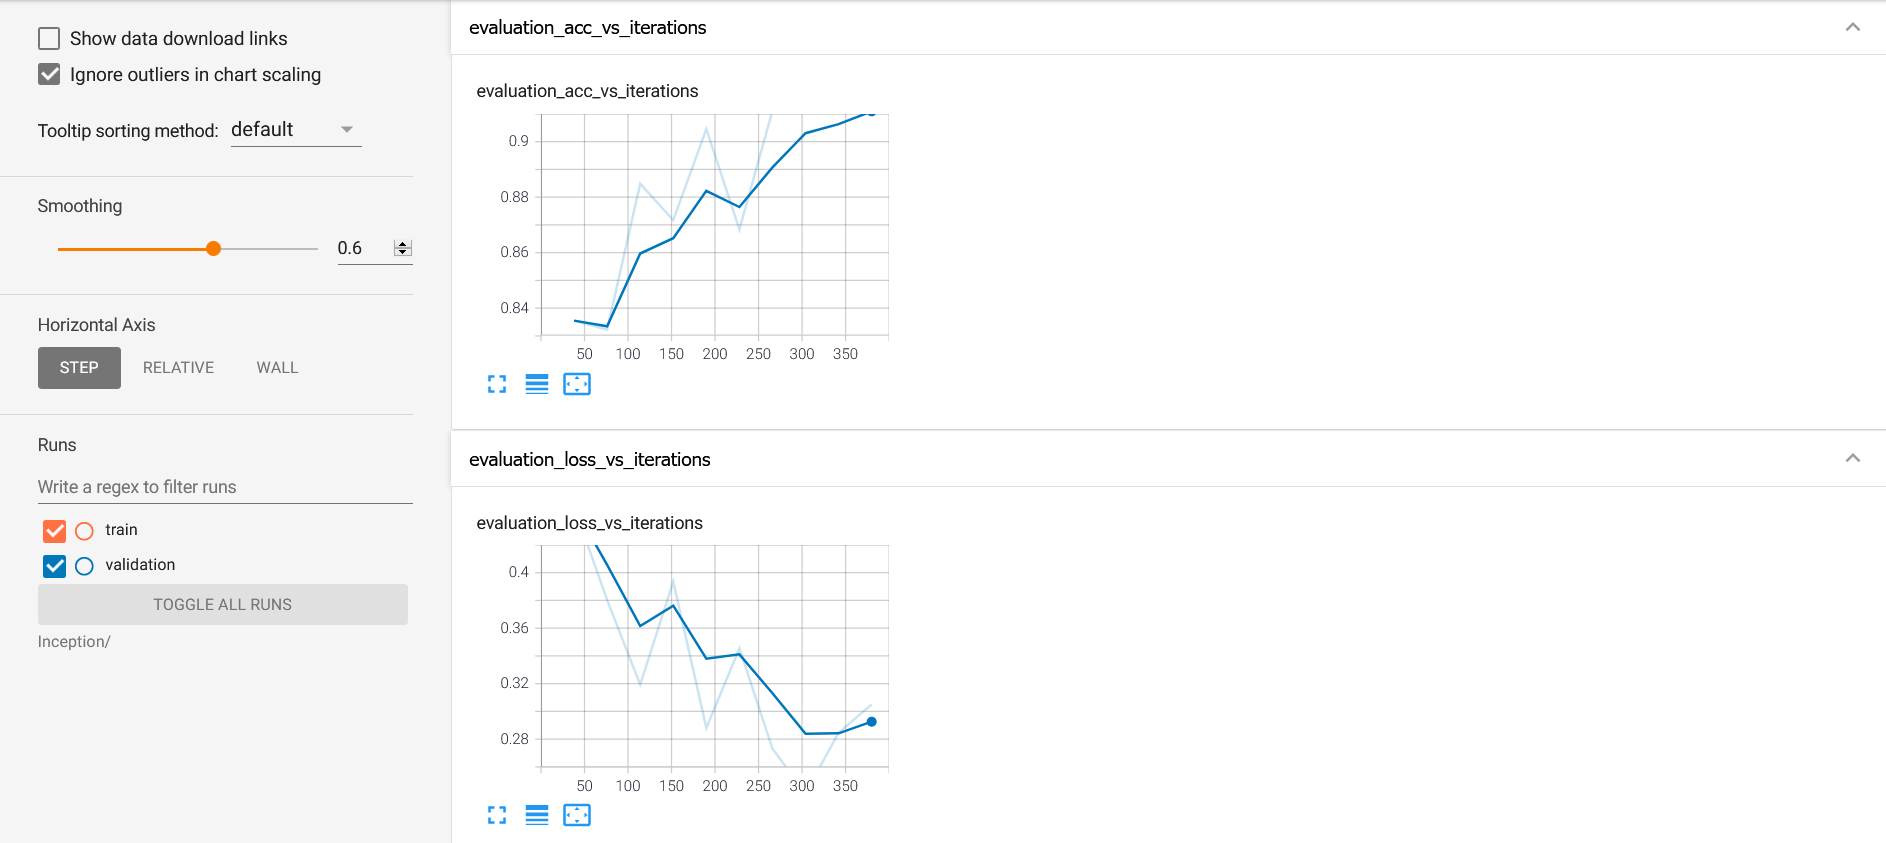 Show data download links
Ignore outliers in chart scaling
Tooltip sorting method: default
Smoothing
0.6
Horizontal Axis
STEP RELATIVE WALL
Runs
Write a regex to filter runs
train
validation
TOGGLE ALL RUNS
Inception/
evaluation_acc_vs_iterations
evaluation_acc_vs_iterations
0.9
0.88
0.86
0.84
50 100 150 200 250 300 350
evaluation_loss_vs_iterations
evaluation_loss_vs_iterations
0.4
0.36
0.32
0.28
50 100 150 200 250 300 350